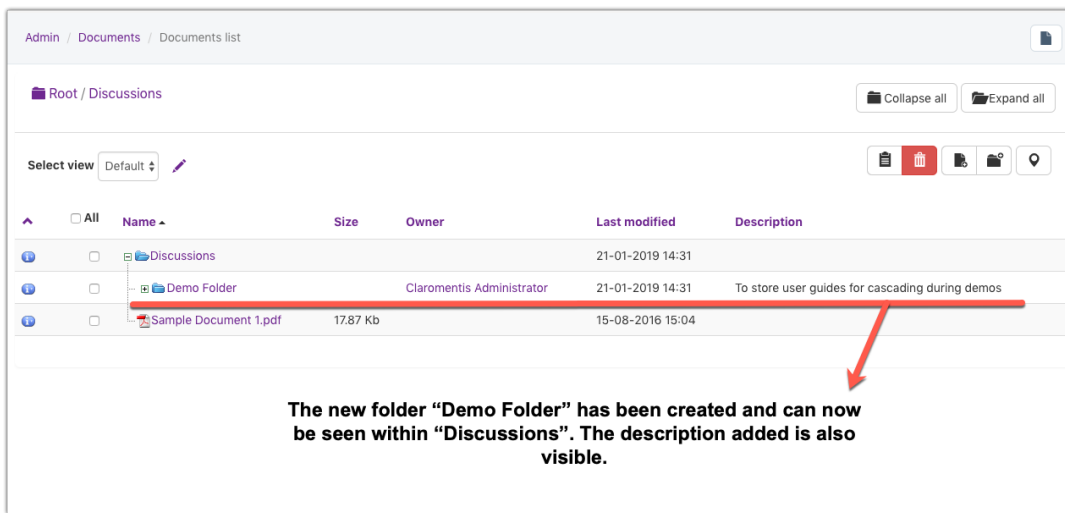 Admin / Documents / Documents list
Root / Discussions
Collapse all
Expand all
Select view Default
All Name Size Owner Last modified Description
Discussions 21-01-2019 14:31
Demo Folder Claromentis Administrator 21-01-2019 14:31 To store user guides for cascading during demos
Sample Document 1.pdf 17.87 Kb 15-08-2016 15:04
The new folder “Demo Folder” has been created and can now
be seen within “Discussions”. The description added is also
visible.